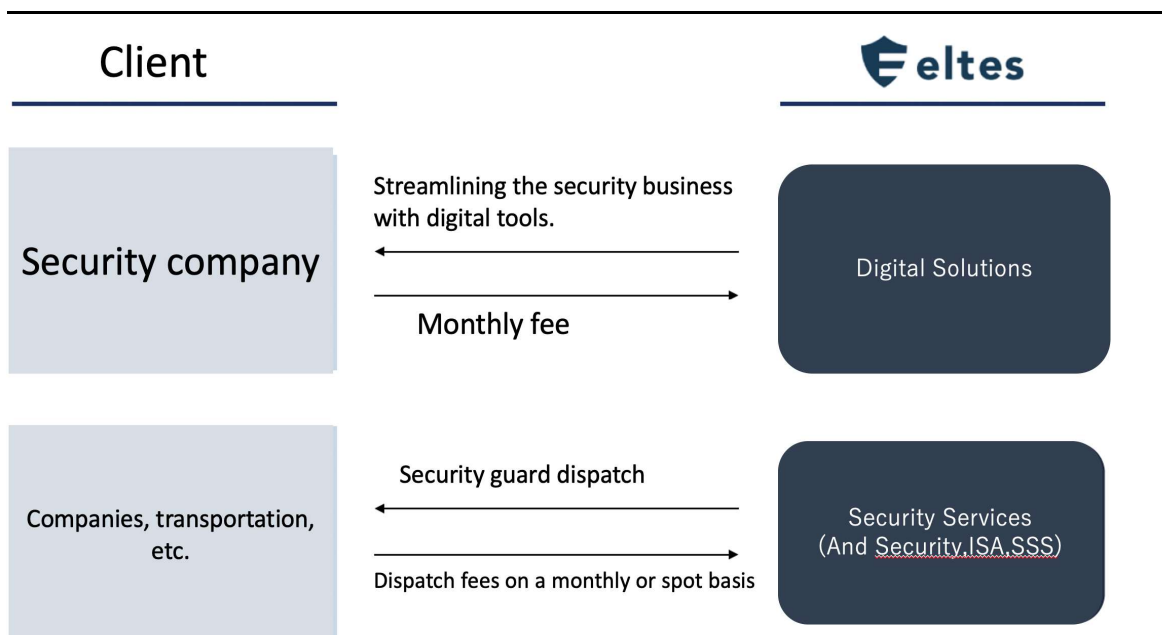 Client
eltes
Security company
Streamlining the security business
with digital tools.
Monthly fee
Digital Solutions
Companies, transportation,
etc.
Security guard dispatch
Dispatch fees on a monthly or spot basis
Security Services
(And Security,ISA,SSS)